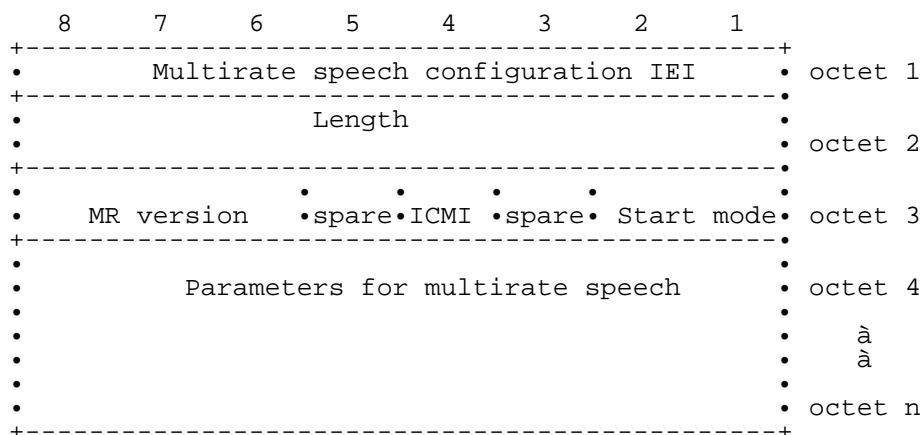 8 7 6 5 4 3 2 1
+-----------------------------------------------+
• Multirate speech configuration IEI • octet 1
+-----------------------------------------------•
• Length •
• • octet 2
+-----------------------------------------------•
• • • • • •
• MR version •spare•ICMI •spare• Start mode• octet 3
+-----------------------------------------------•
• •
• Parameters for multirate speech • octet 4
• •
• • à
• • à
• •
• • octet n
+-----------------------------------------------+